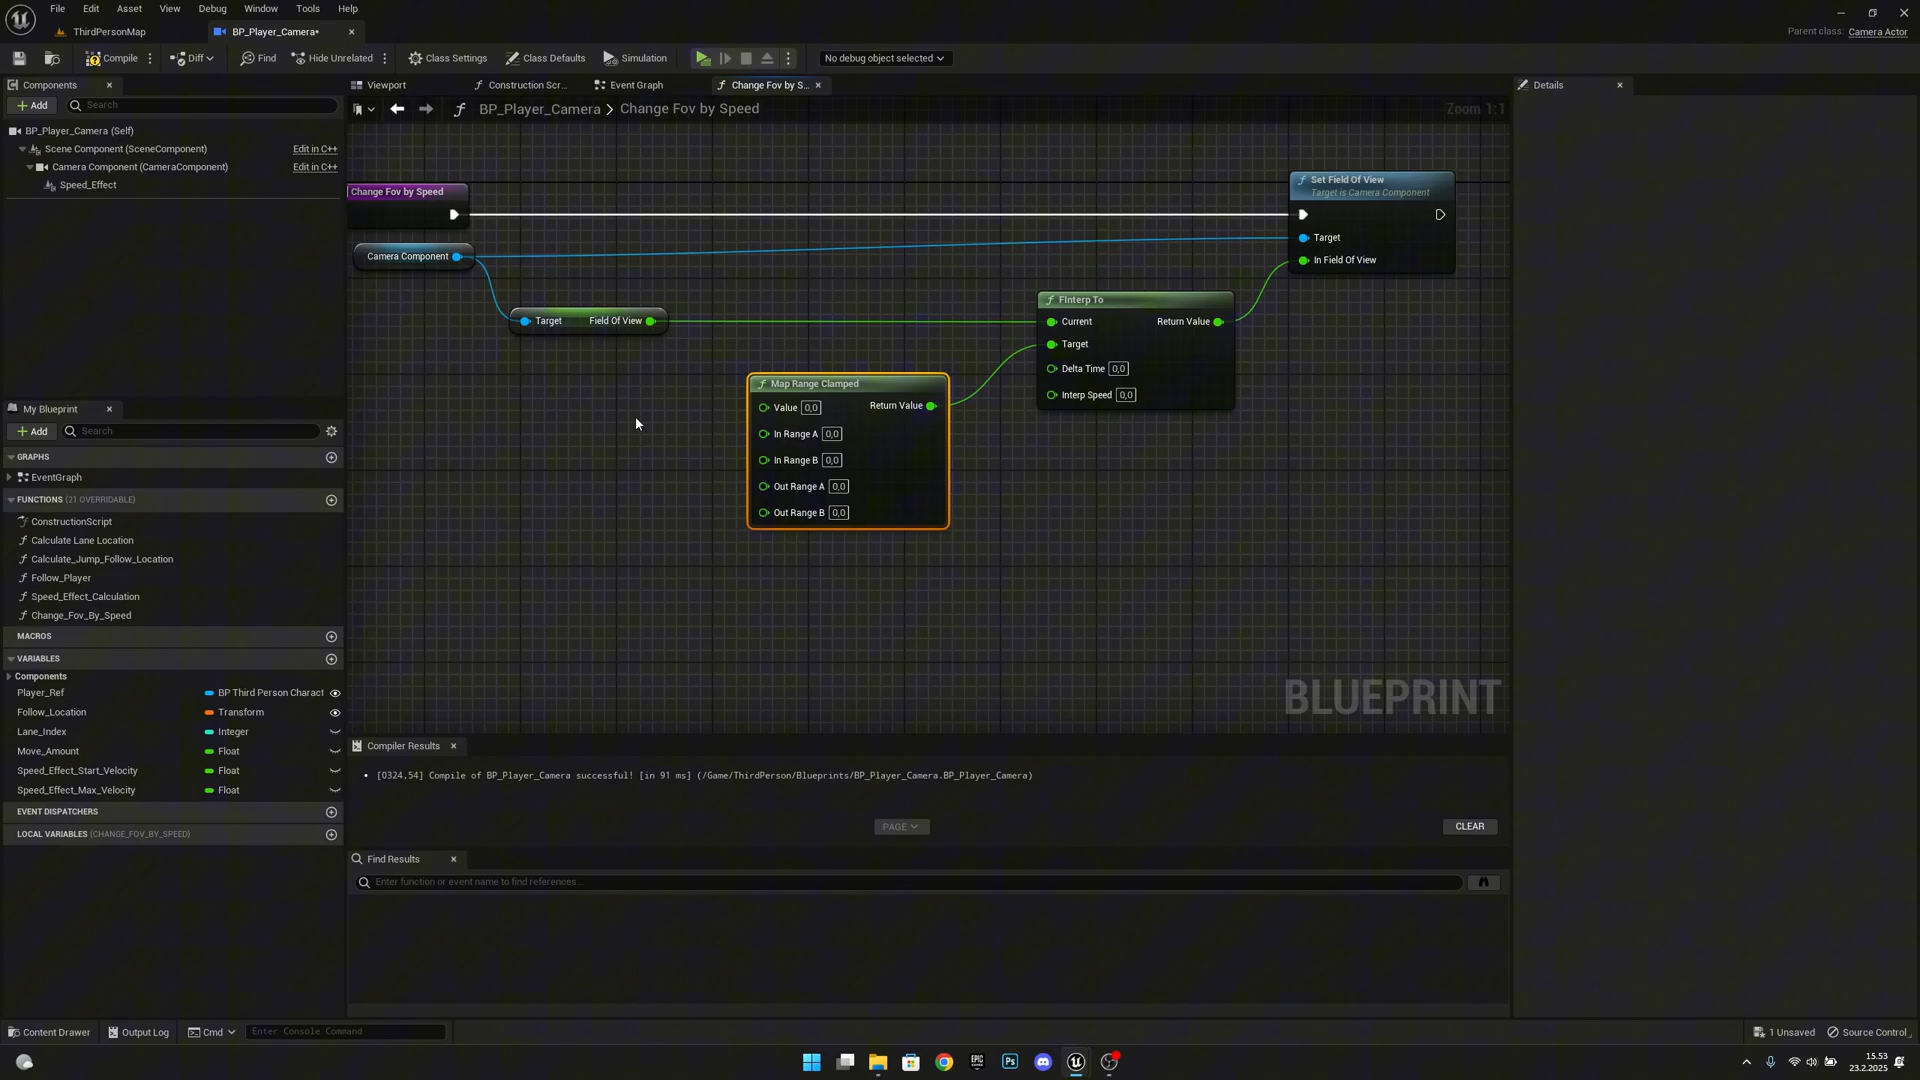 File Edit Asset View Debug Window Tools Help
ThirdPersonMap BP_Player_Camera•
Parent class: Camera Actor
Compile Diff Find Hide Unrelated Class Settings Class Defaults Simulation No debug object selected
Components Viewport Construction Scr... Event Graph Change Fov by S... Details
Add Search
BP_Player_Camera > Change Fov by Speed Zoom 1:1
BP_Player_Camera (Self)
Scene Component (SceneComponent) Edit in C++
Camera Component (CameraComponent) Edit in C++
Speed_Effect
Change Fov by Speed
Camera Component
Target Field Of View
Map Range Clamped
Value 0,0 Return Value
In Range A 0,0
In Range B 0,0
Out Range A 0,0
Out Range B 0,0
FInterp To
Current Return Value
Target
Delta Time 0,0
Interp Speed 0,0
Set Field Of View
Target is Camera Component
Target
In Field Of View
BLUEPRINT
My Blueprint
Add Search
GRAPHS
EventGraph
FUNCTIONS (21 OVERRIDABLE)
ConstructionScript
Calculate Lane Location
Calculate_Jump_Follow_Location
Follow_Player
Speed_Effect_Calculation
Change_Fov_By_Speed
MACROS
VARIABLES
Components
Player_Ref BP Third Person Charact
Follow_Location Transform
Lane_Index Integer
Move_Amount Float
Speed_Effect_Start_Velocity Float
Speed_Effect_Max_Velocity Float
EVENT DISPATCHERS
LOCAL VARIABLES (CHANGE_FOV_BY_SPEED)
Compiler Results
[0324,54] Compile of BP_Player_Camera successful! [in 91 ms] (/Game/ThirdPerson/Blueprints/BP_Player_Camera.BP_Player_Camera)
PAGE CLEAR
Find Results
Enter function or event name to find references...
Content Drawer Output Log Cmd Enter Console Command 1 Unsaved Source Control
EPIC GAMES Ps 15.53
23.2.2025